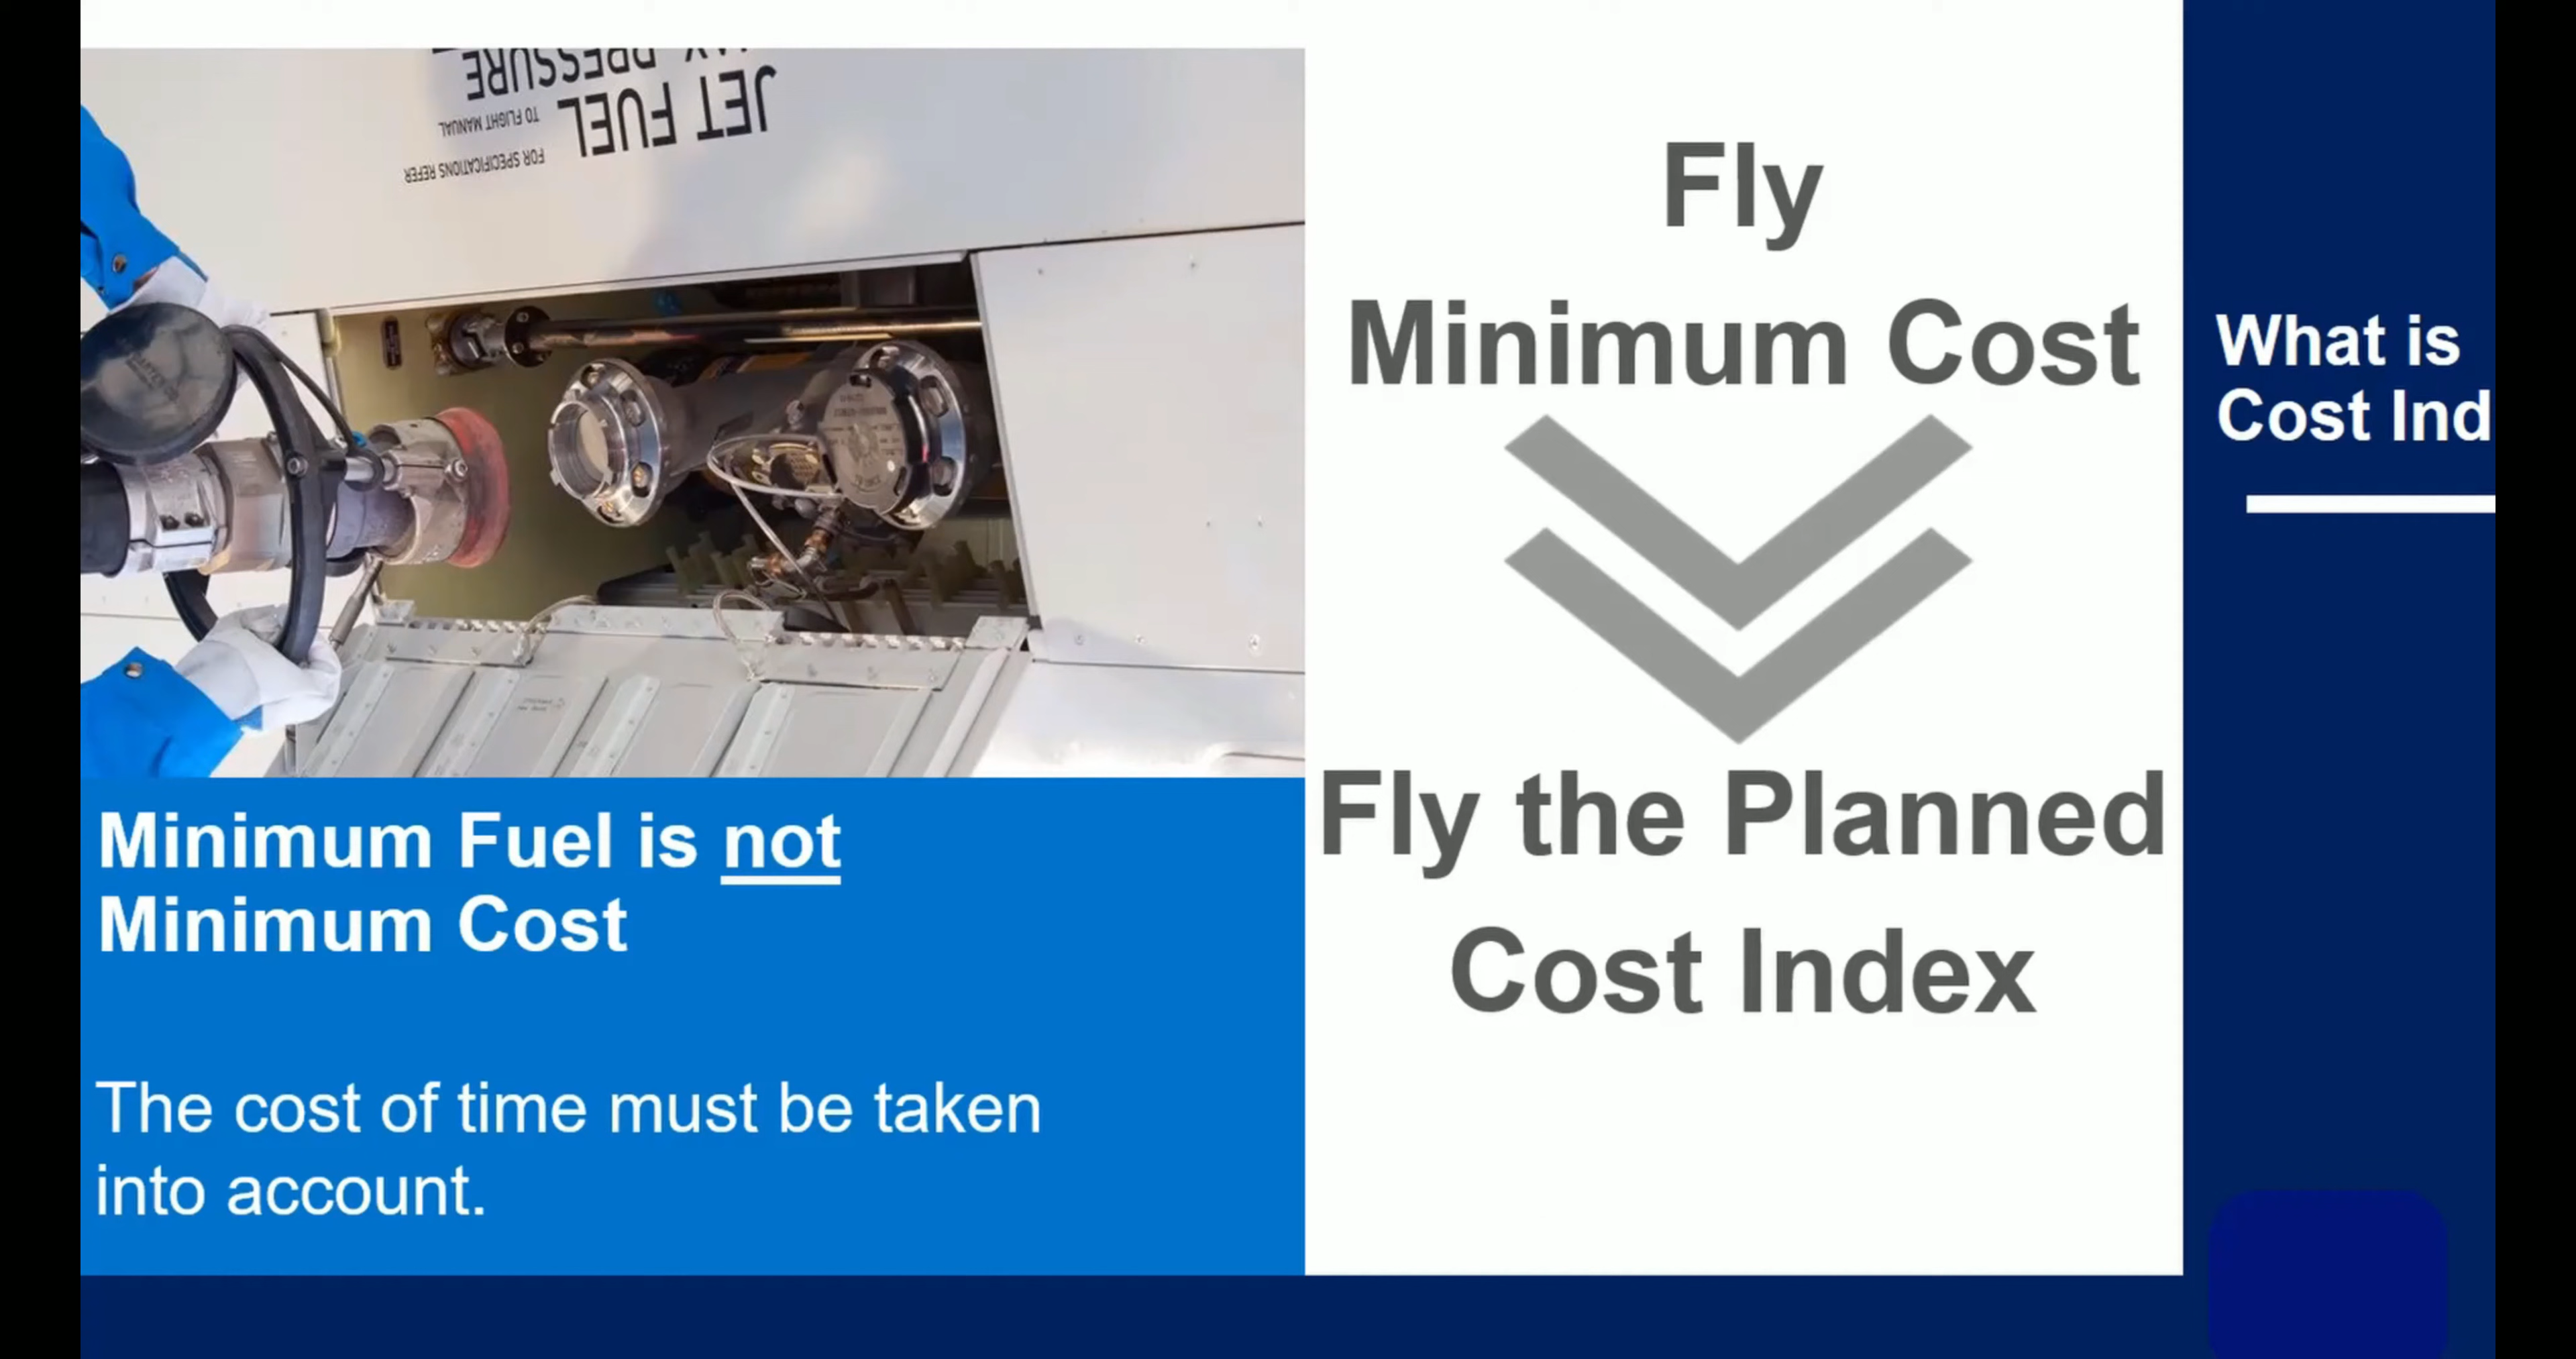 JET FUEL
PRESSURE
TO FLIGHT MANUAL
FOR SPECIFICATIONS REFER
Minimum Fuel is not
Minimum Cost
The cost of time must be taken
into account.
Fly
Minimum Cost
Fly the Planned
Cost Index
What is
Cost Ind